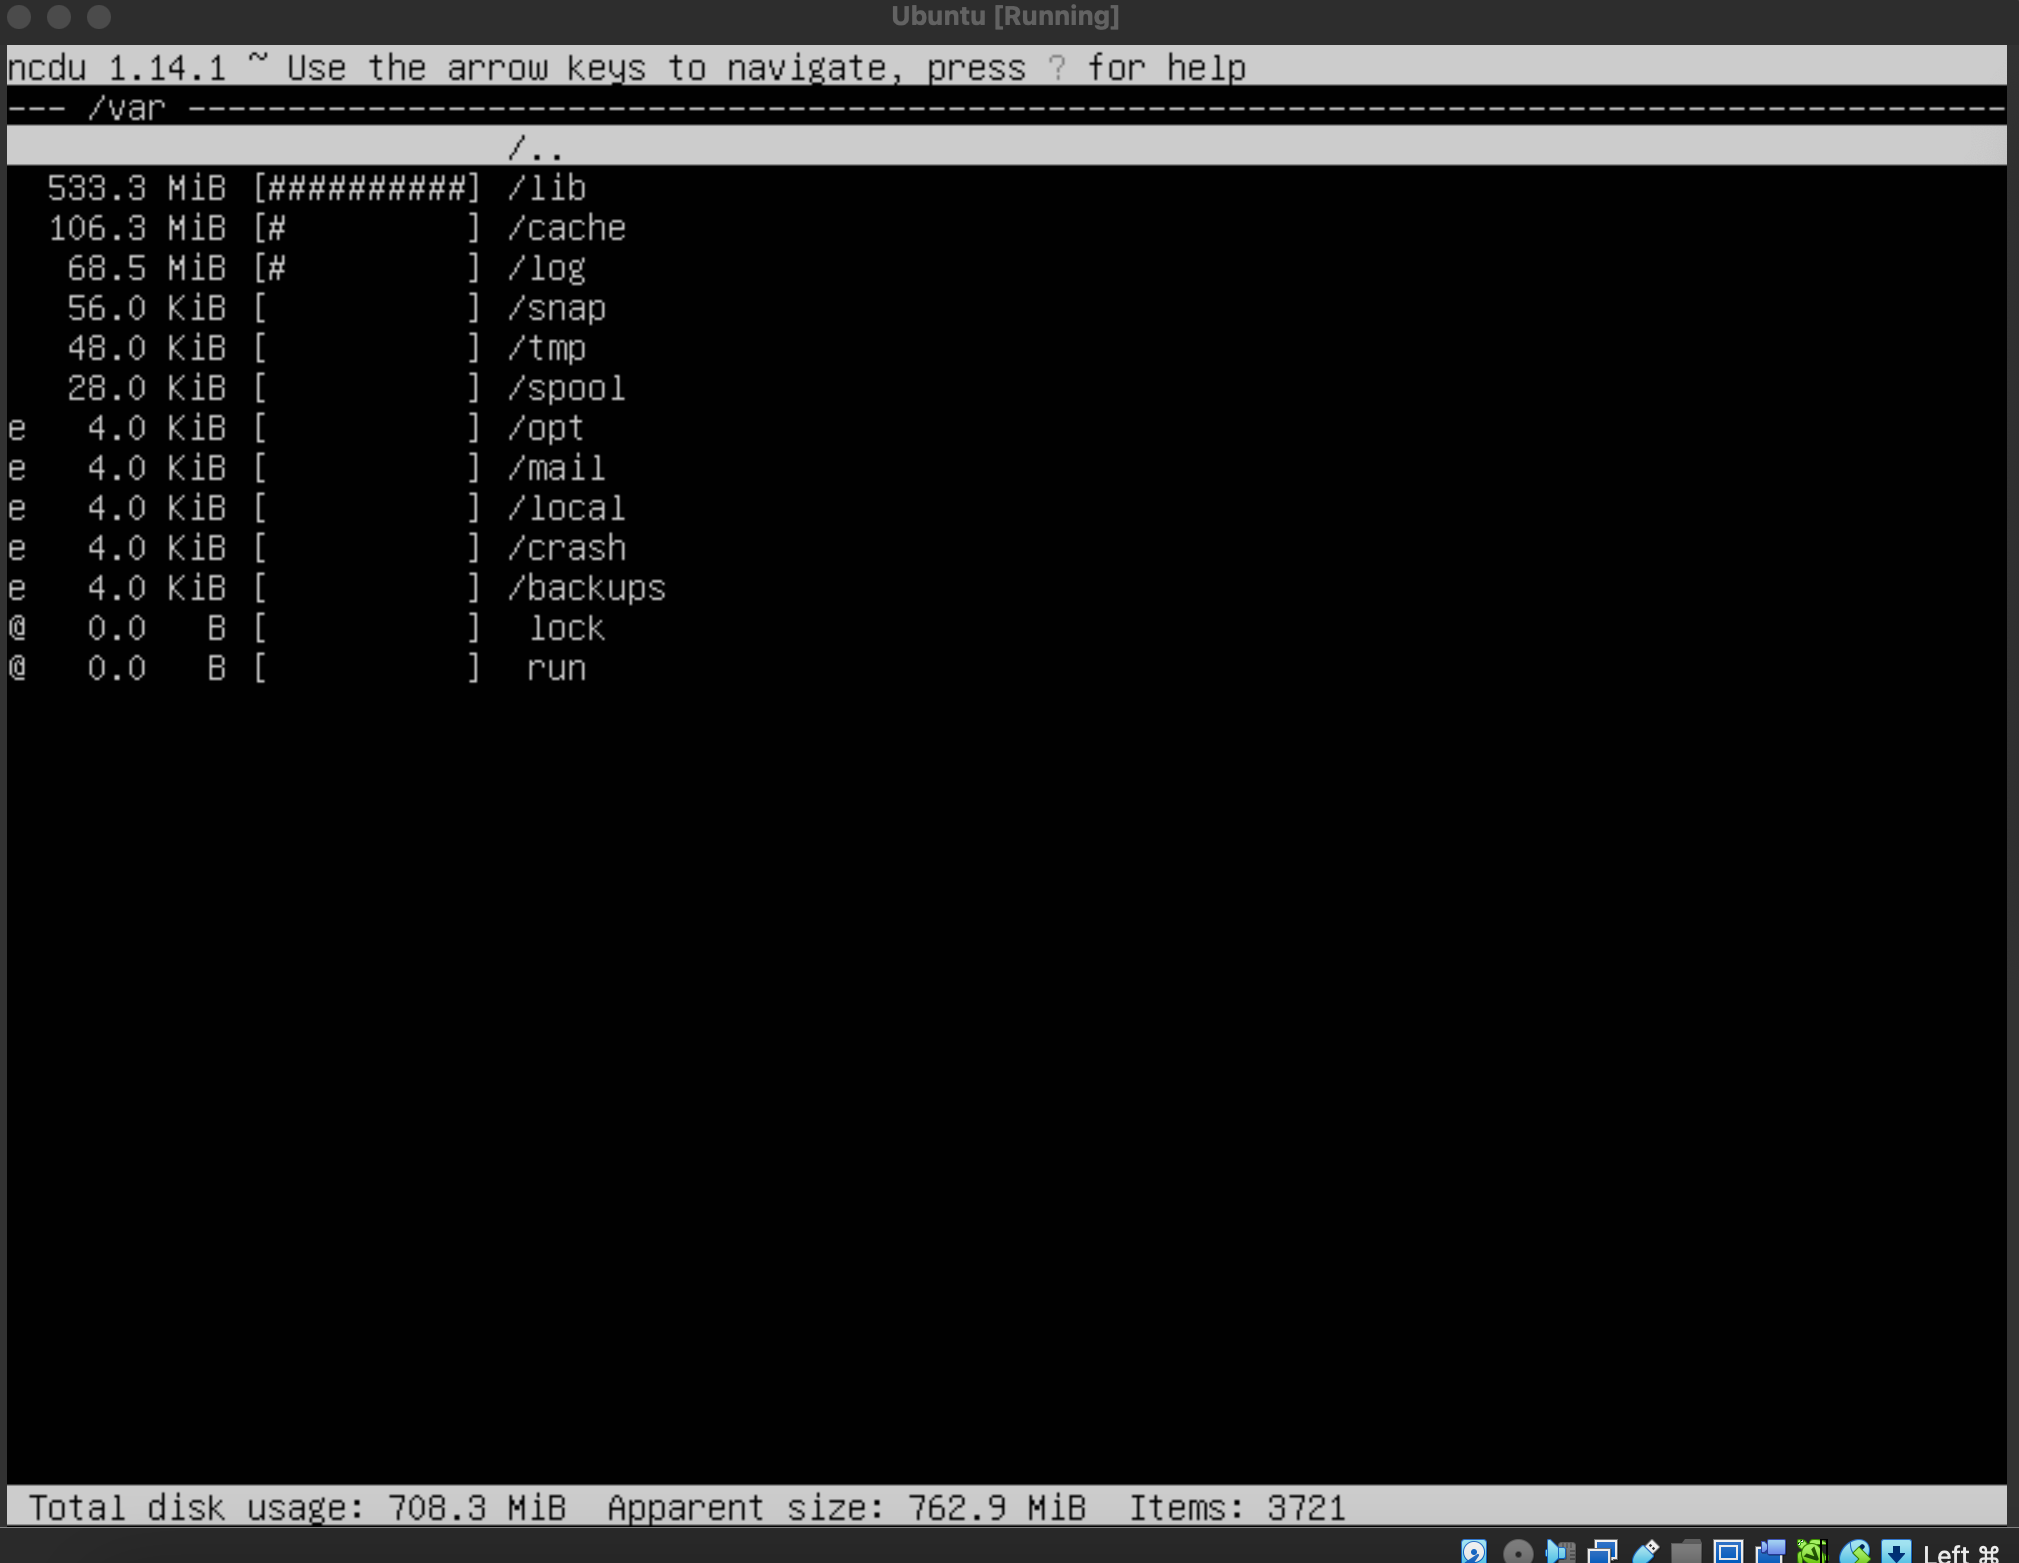 Ubuntu [Running]
ncdu 1.14.1 ~ Use the arrow keys to navigate, press ? for help
--- /var -------------------------------------------------------------------------------------------
/..
533.3 MiB [##########] /lib
106.3 MiB [#         ] /cache
68.5 MiB [#         ] /log
56.0 KiB [          ] /snap
48.0 KiB [          ] /tmp
28.0 KiB [          ] /spool
e 4.0 KiB [          ] /opt
e 4.0 KiB [          ] /mail
e 4.0 KiB [          ] /local
e 4.0 KiB [          ] /crash
e 4.0 KiB [          ] /backups
@ 0.0 B [          ] lock
@ 0.0 B [          ] run
Total disk usage: 708.3 MiB Apparent size: 762.9 MiB Items: 3721
Left ⌘